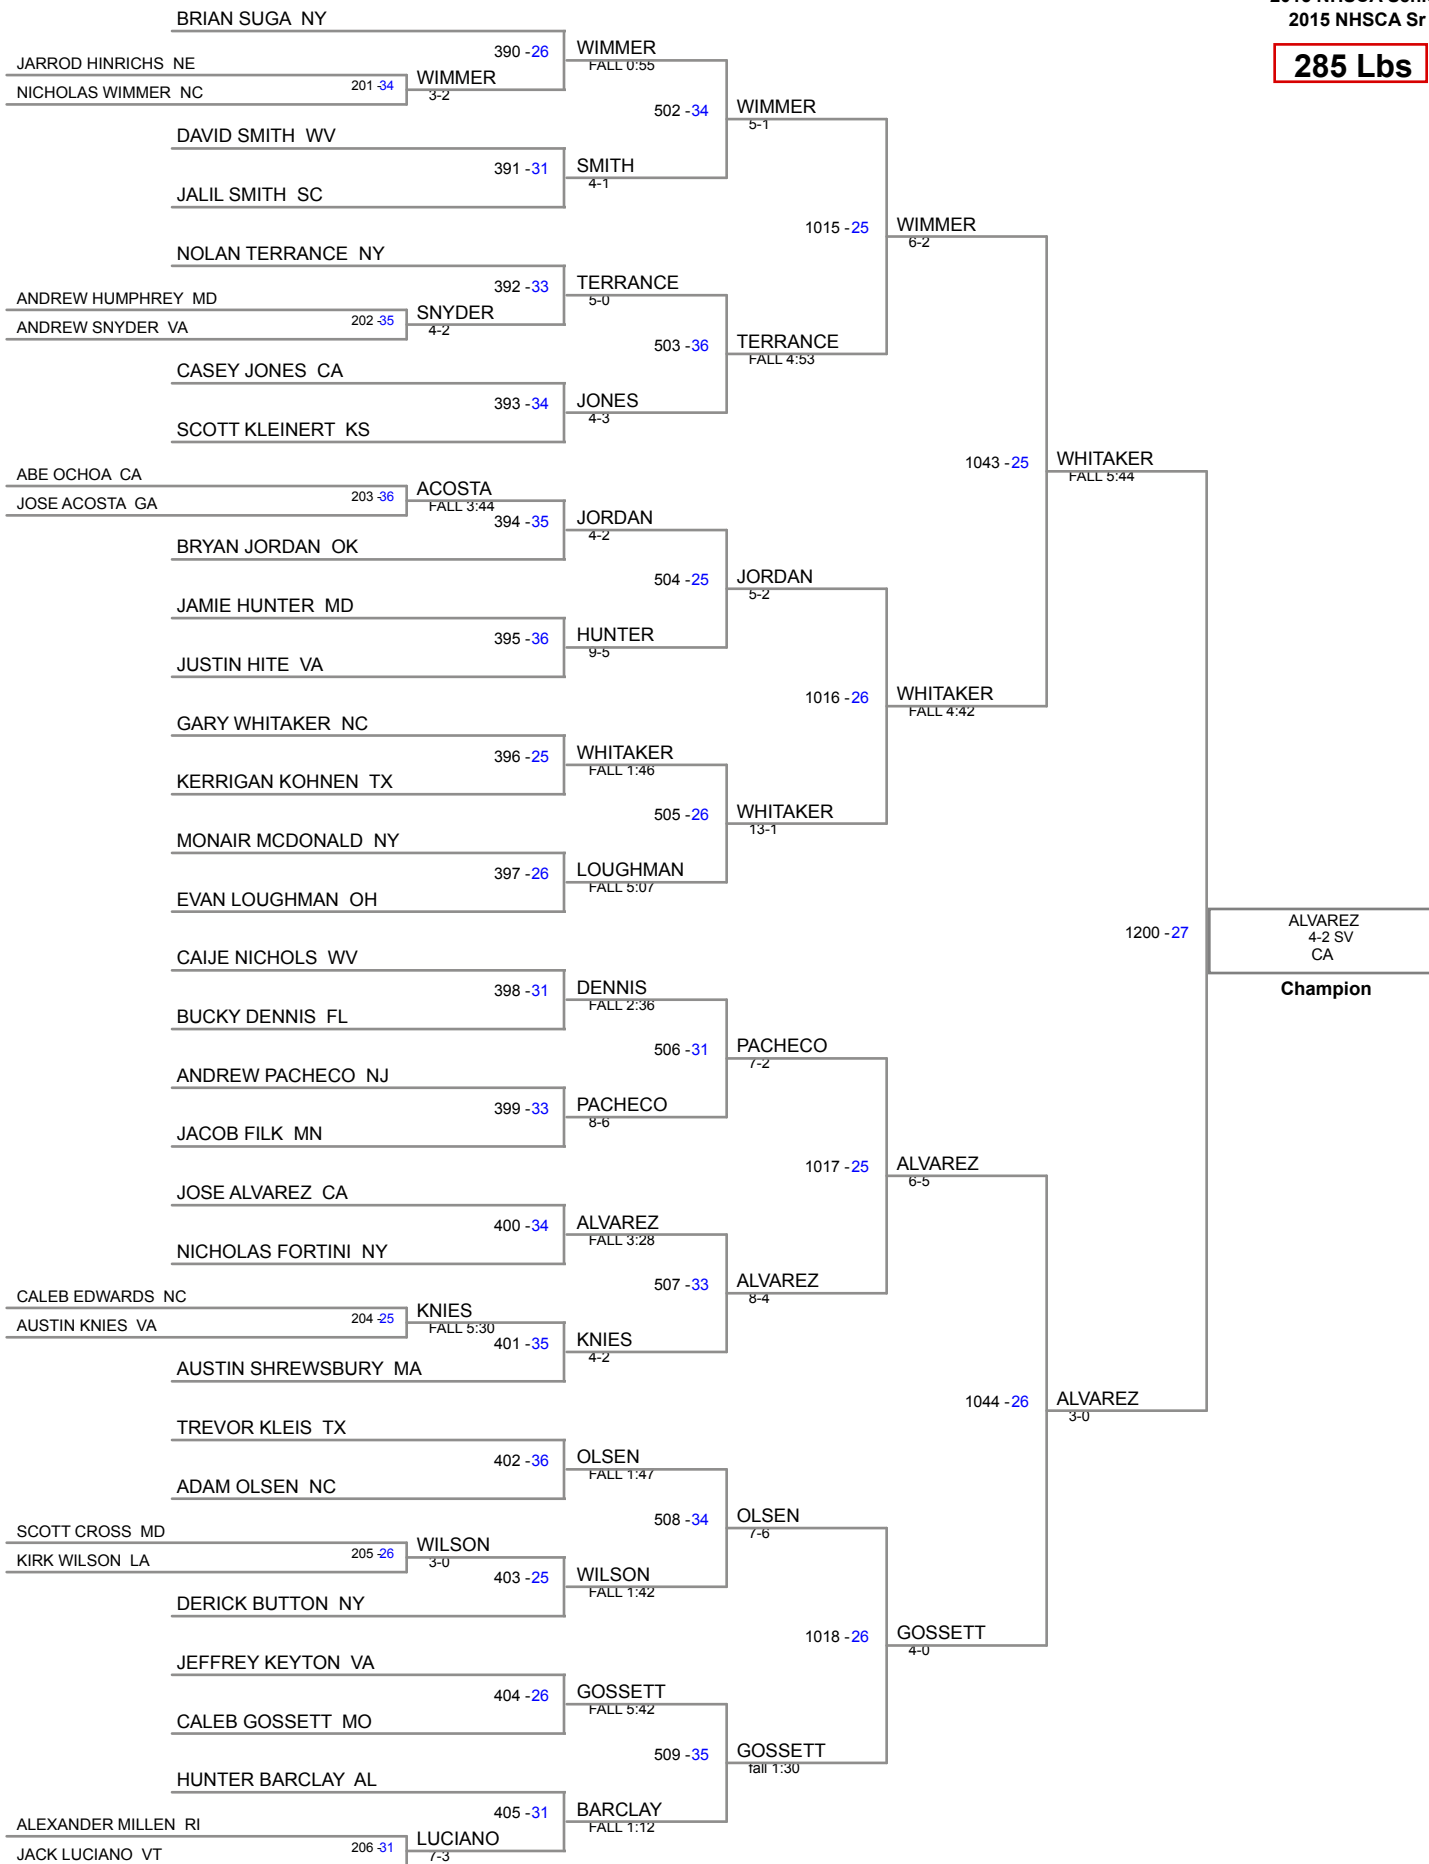 2015 NHSCA Sr
285 Lbs
BRIAN SUGA NY
390 -26
WIMMER
FALL 0:55
JARROD HINRICHS NE
201 -34
WIMMER
3-2
NICHOLAS WIMMER NC
502 -34
WIMMER
5-1
DAVID SMITH WV
391 -31
SMITH
4-1
JALIL SMITH SC
1015 -25
WIMMER
6-2
NOLAN TERRANCE NY
392 -33
TERRANCE
5-0
ANDREW HUMPHREY MD
202 -35
SNYDER
4-2
ANDREW SNYDER VA
503 -36
TERRANCE
FALL 4:53
CASEY JONES CA
393 -34
JONES
4-3
SCOTT KLEINERT KS
1043 -25
WHITAKER
FALL 5:44
ABE OCHOA CA
203 -36
ACOSTA
FALL 3:44
JOSE ACOSTA GA
394 -35
JORDAN
4-2
BRYAN JORDAN OK
504 -25
JORDAN
5-2
JAMIE HUNTER MD
395 -36
HUNTER
9-5
JUSTIN HITE VA
1016 -26
WHITAKER
FALL 4:42
GARY WHITAKER NC
396 -25
WHITAKER
FALL 1:46
KERRIGAN KOHNEN TX
505 -26
WHITAKER
13-1
MONAIR MCDONALD NY
397 -26
LOUGHMAN
FALL 5:07
EVAN LOUGHMAN OH
1200 -27
ALVAREZ
4-2 SV
CA
Champion
CAIJE NICHOLS WV
398 -31
DENNIS
FALL 2:36
BUCKY DENNIS FL
506 -31
PACHECO
7-2
ANDREW PACHECO NJ
399 -33
PACHECO
8-6
JACOB FILK MN
1017 -25
ALVAREZ
6-5
JOSE ALVAREZ CA
400 -34
ALVAREZ
FALL 3:28
NICHOLAS FORTINI NY
507 -33
ALVAREZ
8-4
CALEB EDWARDS NC
204 -25
KNIES
FALL 5:30
AUSTIN KNIES VA
401 -35
KNIES
4-2
AUSTIN SHREWSBURY MA
1044 -26
ALVAREZ
3-0
TREVOR KLEIS TX
402 -36
OLSEN
FALL 1:47
ADAM OLSEN NC
508 -34
OLSEN
7-6
SCOTT CROSS MD
205 -26
WILSON
3-0
KIRK WILSON LA
403 -25
WILSON
FALL 1:42
DERICK BUTTON NY
1018 -26
GOSSETT
4-0
JEFFREY KEYTON VA
404 -26
GOSSETT
FALL 5:42
CALEB GOSSETT MO
509 -35
GOSSETT
fall 1:30
HUNTER BARCLAY AL
405 -31
BARCLAY
FALL 1:12
ALEXANDER MILLEN RI
206 -31
LUCIANO
7-3
JACK LUCIANO VT